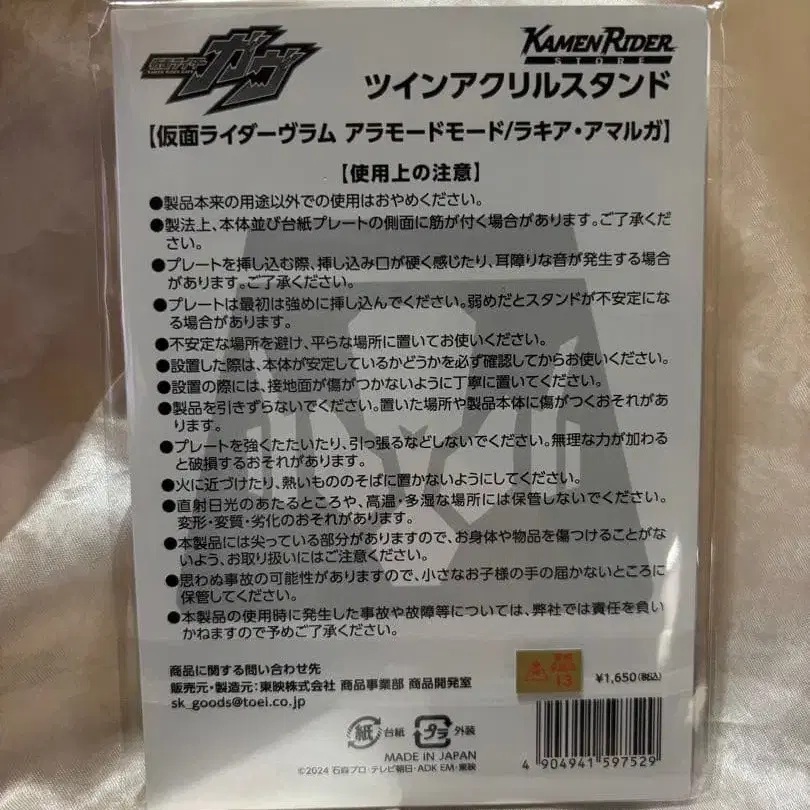 仮面ライダー
ガヴ
KAMEN RIDER
STORE
ツインアクリルスタンド
【仮面ライダーヴラム アラモードモード/ラキア・アマルガ】
【使用上の注意】
●製品本来の用途以外での使用はおやめください。
●製法上、本体並び台紙プレートの側面に筋が付く場合があります。ご了承くだ
さい。
●プレートを挿し込む際、挿し込み口が硬く感じたり、耳障りな音が発生する場合
があります。ご了承ください。
●プレートは最初は強めに挿し込んでください。弱めだとスタンドが不安定にな
る場合があります。
●不安定な場所を避け、平らな場所に置いてお使いください。
●設置した際は、本体が安定しているかどうかを必ず確認してからお使いください。
●設置の際には、接地面が傷がつかないように丁寧に置いてください。
●製品を引きずらないでください。置いた場所や製品本体に傷がつくおそれがあ
ります。
●プレートを強くたたいたり、引っ張るなどしないでください。無理な力が加わる
と破損するおそれがあります。
●火に近づけたり、熱いもののそばに置かないようにしてください。
●直射日光のあたるところや、高温・多湿な場所には保管しないでください。
変形・変質・劣化のおそれがあります。
●本製品には尖っている部分がありますので、お身体や物品を傷つけることがな
いよう、お取り扱いにはご注意ください。
●思わぬ事故の可能性がありますので、小さなお子様の手の届かないところに
保管してください。
●本製品の使用時に発生した事故や故障等については、弊社では責任を負い
かねますので予めご了承ください。
商品に関する問い合わせ先
販売元・製造元:東映株式会社 商品事業部 商品開発室
sk_goods@toei.co.jp
13
¥1,650(税込)
紙 台紙 プラ 外装
MADE IN JAPAN
©2024 石森プロ・テレビ朝日・ADK EM・東映
4 904941 597529